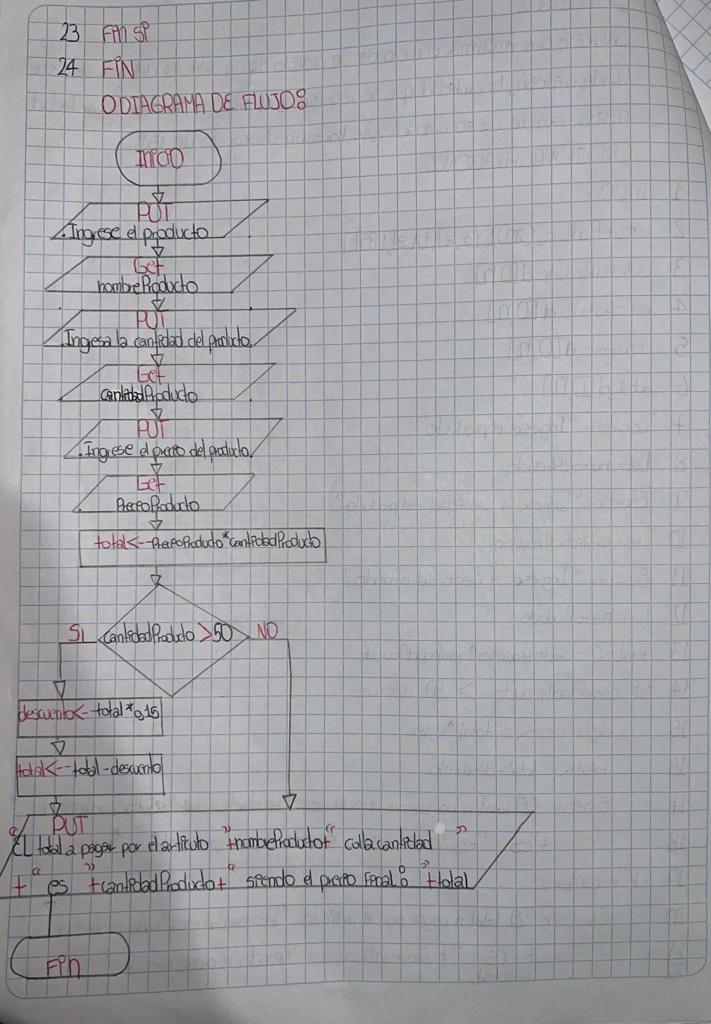 23 FIN SI
24 FIN
◊DIAGRAMA DE FLUJO:
INICIO
PUT
"Ingrese el producto"
Get
nombreProducto
PUT
"Ingresa la cantidad del producto"
Get
cantidadProducto
PUT
"Ingrese el precio del producto"
Get
PrecioProducto
total<--PrecioProducto*cantidadProducto
SI cantidadProducto >50 NO
descuento<--total*0.15
total<--total-descuento
PUT
"EL total a pagar por el articulo "+nombreProducto+" co la cantidad "
+" es "+cantidadProducto+" siendo el precio final: "+total
FIN